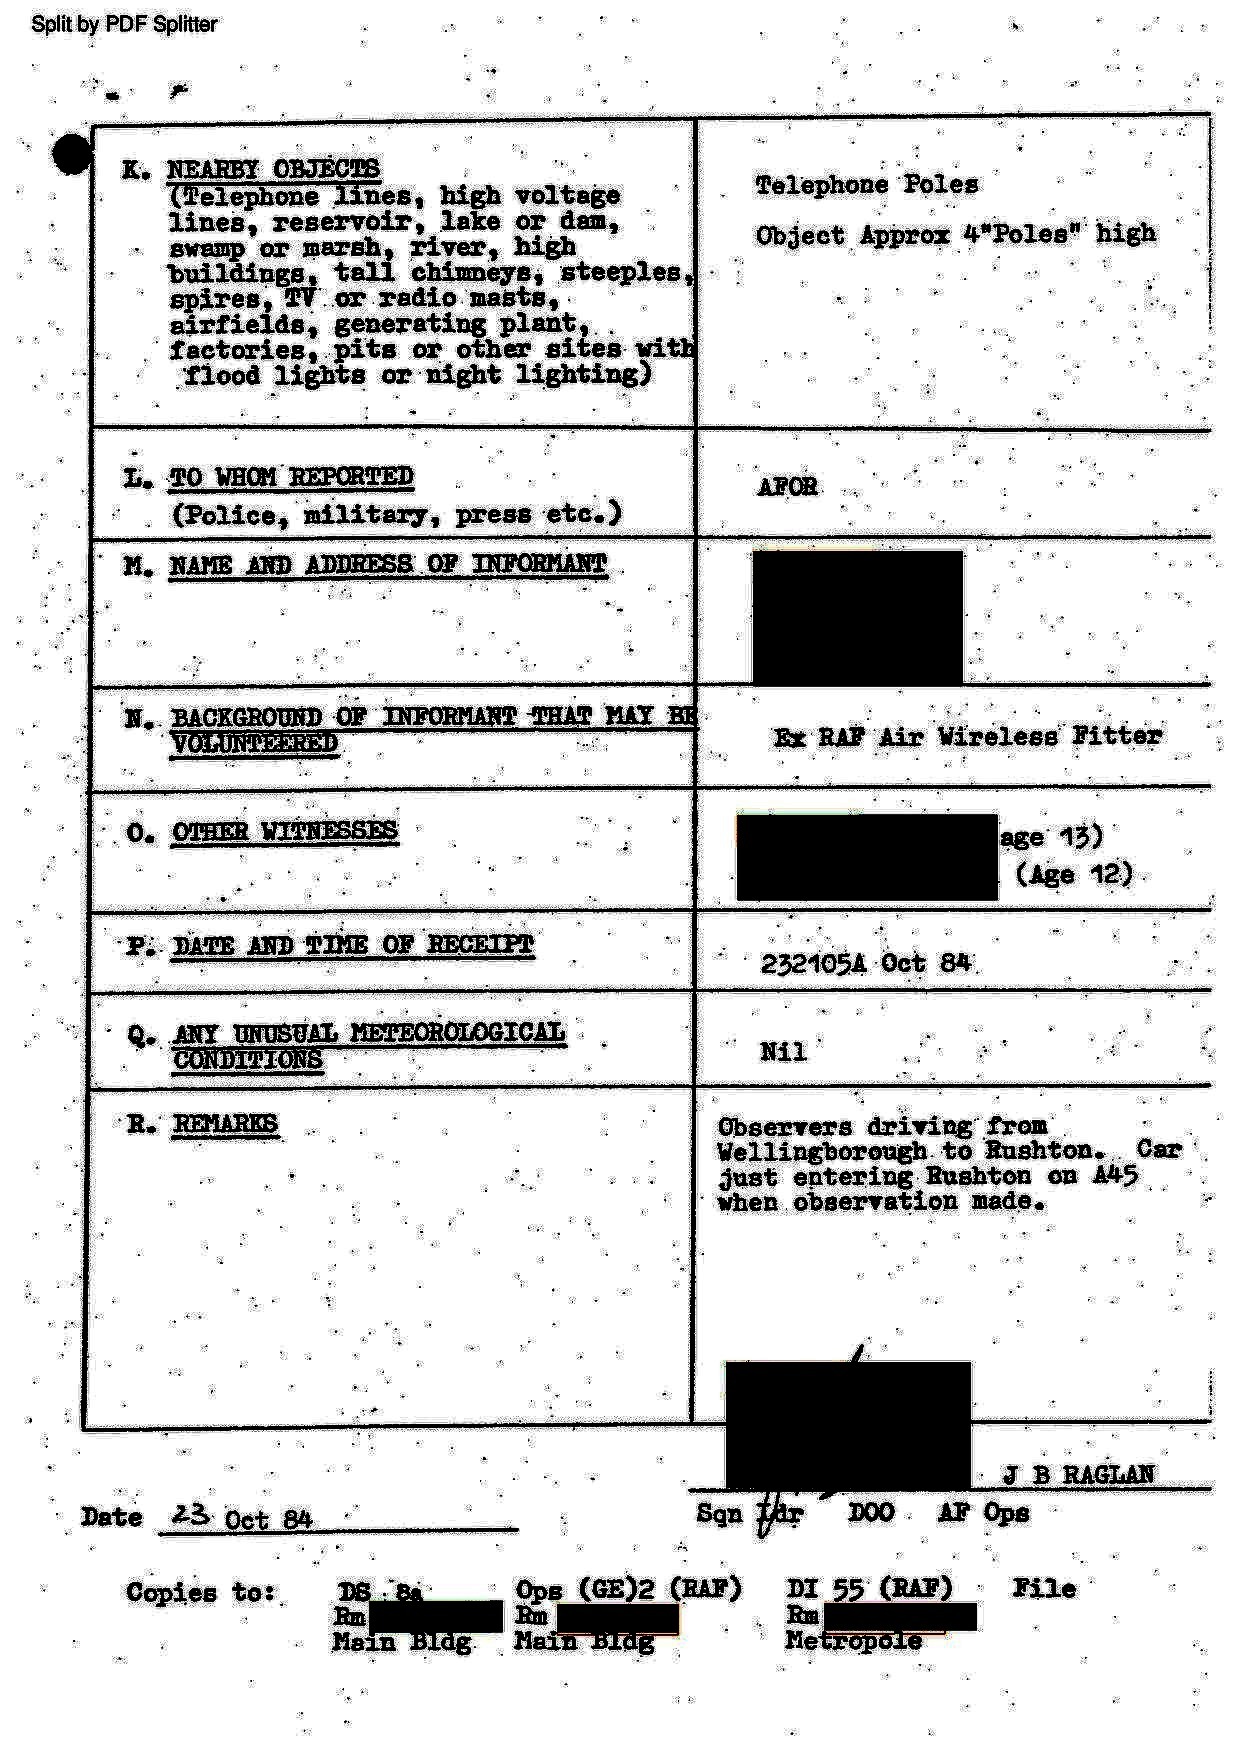 Split by PDF Splitter
K. NEARBY OBJECTS
(Telephone lines, high voltage
lines, reservoir, lake or dam,
swamp or marsh, river, high
buildings, tall chimneys, steeples,
spires, TV or radio masts,
airfields, generating plant,
factories, pits or other sites with
flood lights or night lighting)
Telephone Poles
Object Approx 4"Poles" high
L. TO WHOM REPORTED
(Police, military, press etc.)
AFOR
M. NAME AND ADDRESS OF INFORMANT
N. BACKGROUND OF INFORMANT THAT MAY BE
VOLUNTEERED
Ex RAF Air Wireless Fitter
O. OTHER WITNESSES
age 13)
(Age 12)
P. DATE AND TIME OF RECEIPT
232105A Oct 84
Q. ANY UNUSUAL METEOROLOGICAL
CONDITIONS
Nil
R. REMARKS
Observers driving from
Wellingborough to Rushton. Car
just entering Rushton on A45
when observation made.
J B RAGLAN
Date 23 Oct 84
Sqn Ldr DOO AF Ops
Copies to: DS 8a Ops (GE)2 (RAF) DI 55 (RAF) File
Rm Rm Rm
Main Bldg Main Bldg Metropole